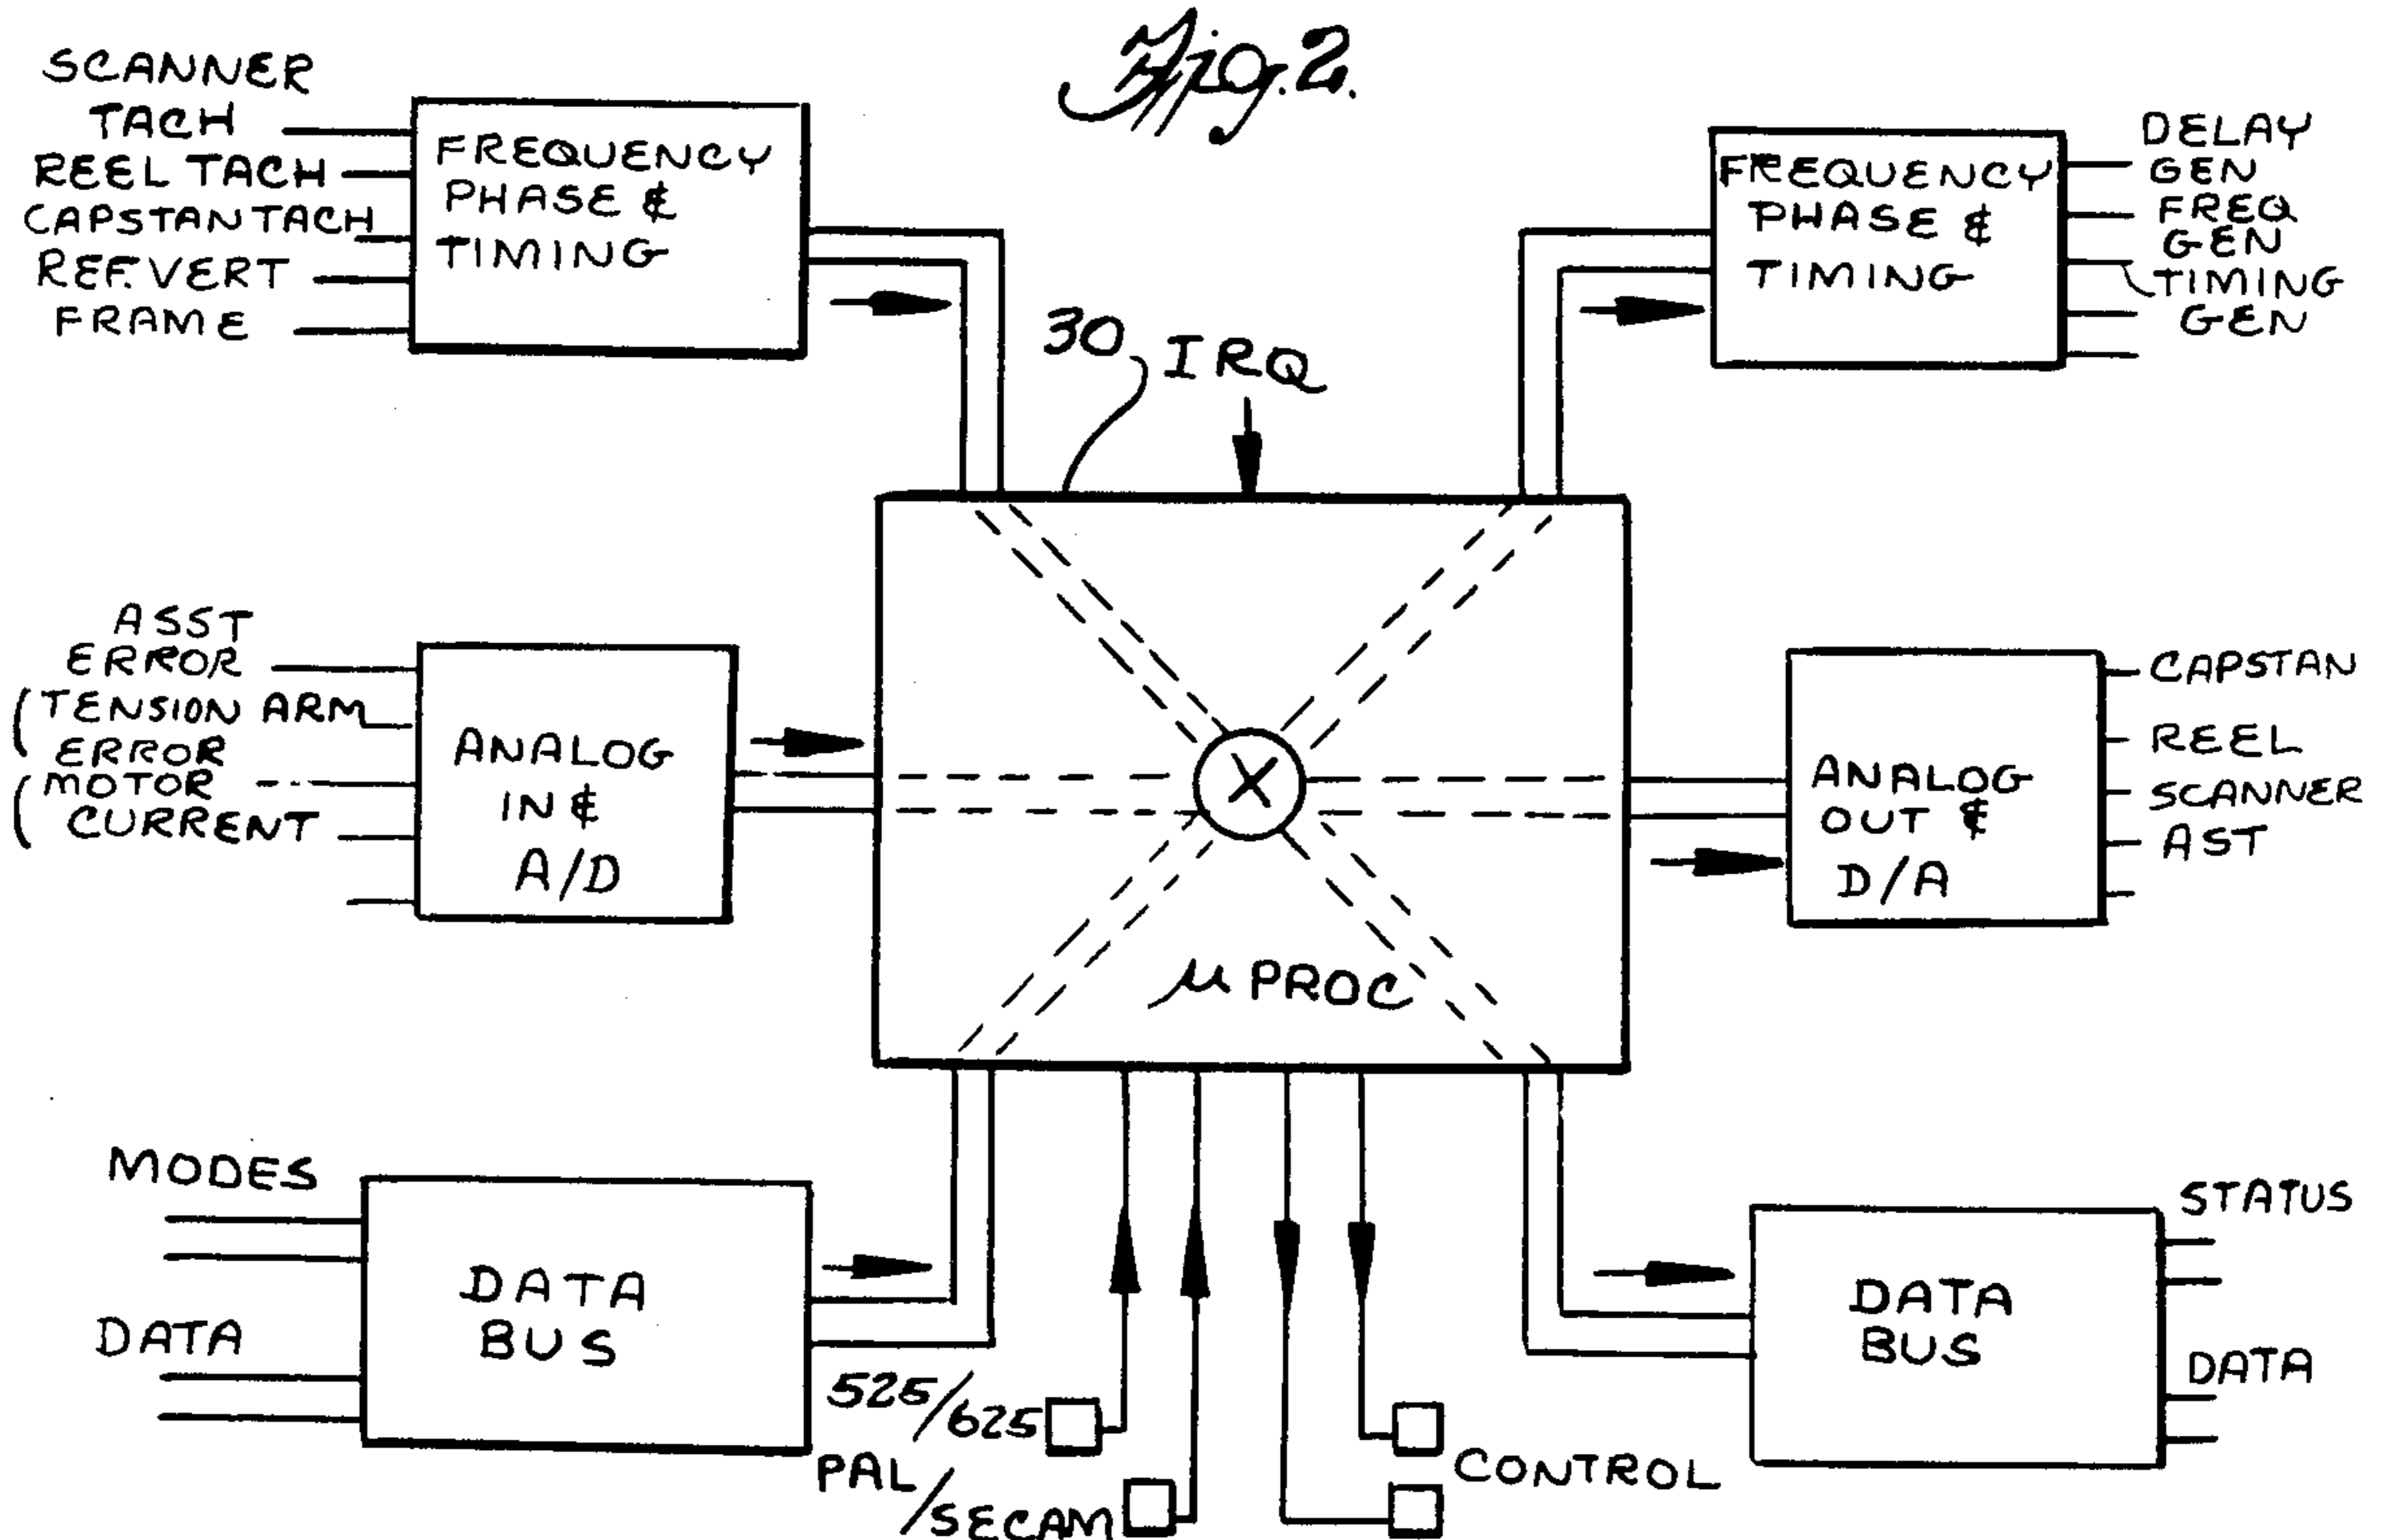 Fig. 2.
SCANNER
TACH
REEL TACH
CAPSTAN TACH
REF. VERT
FRAME
FREQUENCY
PHASE &
TIMING
30
IRQ
FREQUENCY
PHASE &
TIMING
DELAY
GEN
FREQ
GEN
TIMING
GEN
ASST
ERROR
(TENSION ARM
ERROR
(MOTOR
CURRENT
ANALOG
IN &
A/D
X
μ PROC
ANALOG
OUT &
D/A
CAPSTAN
REEL
SCANNER
AST
MODES
DATA
DATA
BUS
525/625
PAL
/SECAM
CONTROL
DATA
BUS
STATUS
DATA